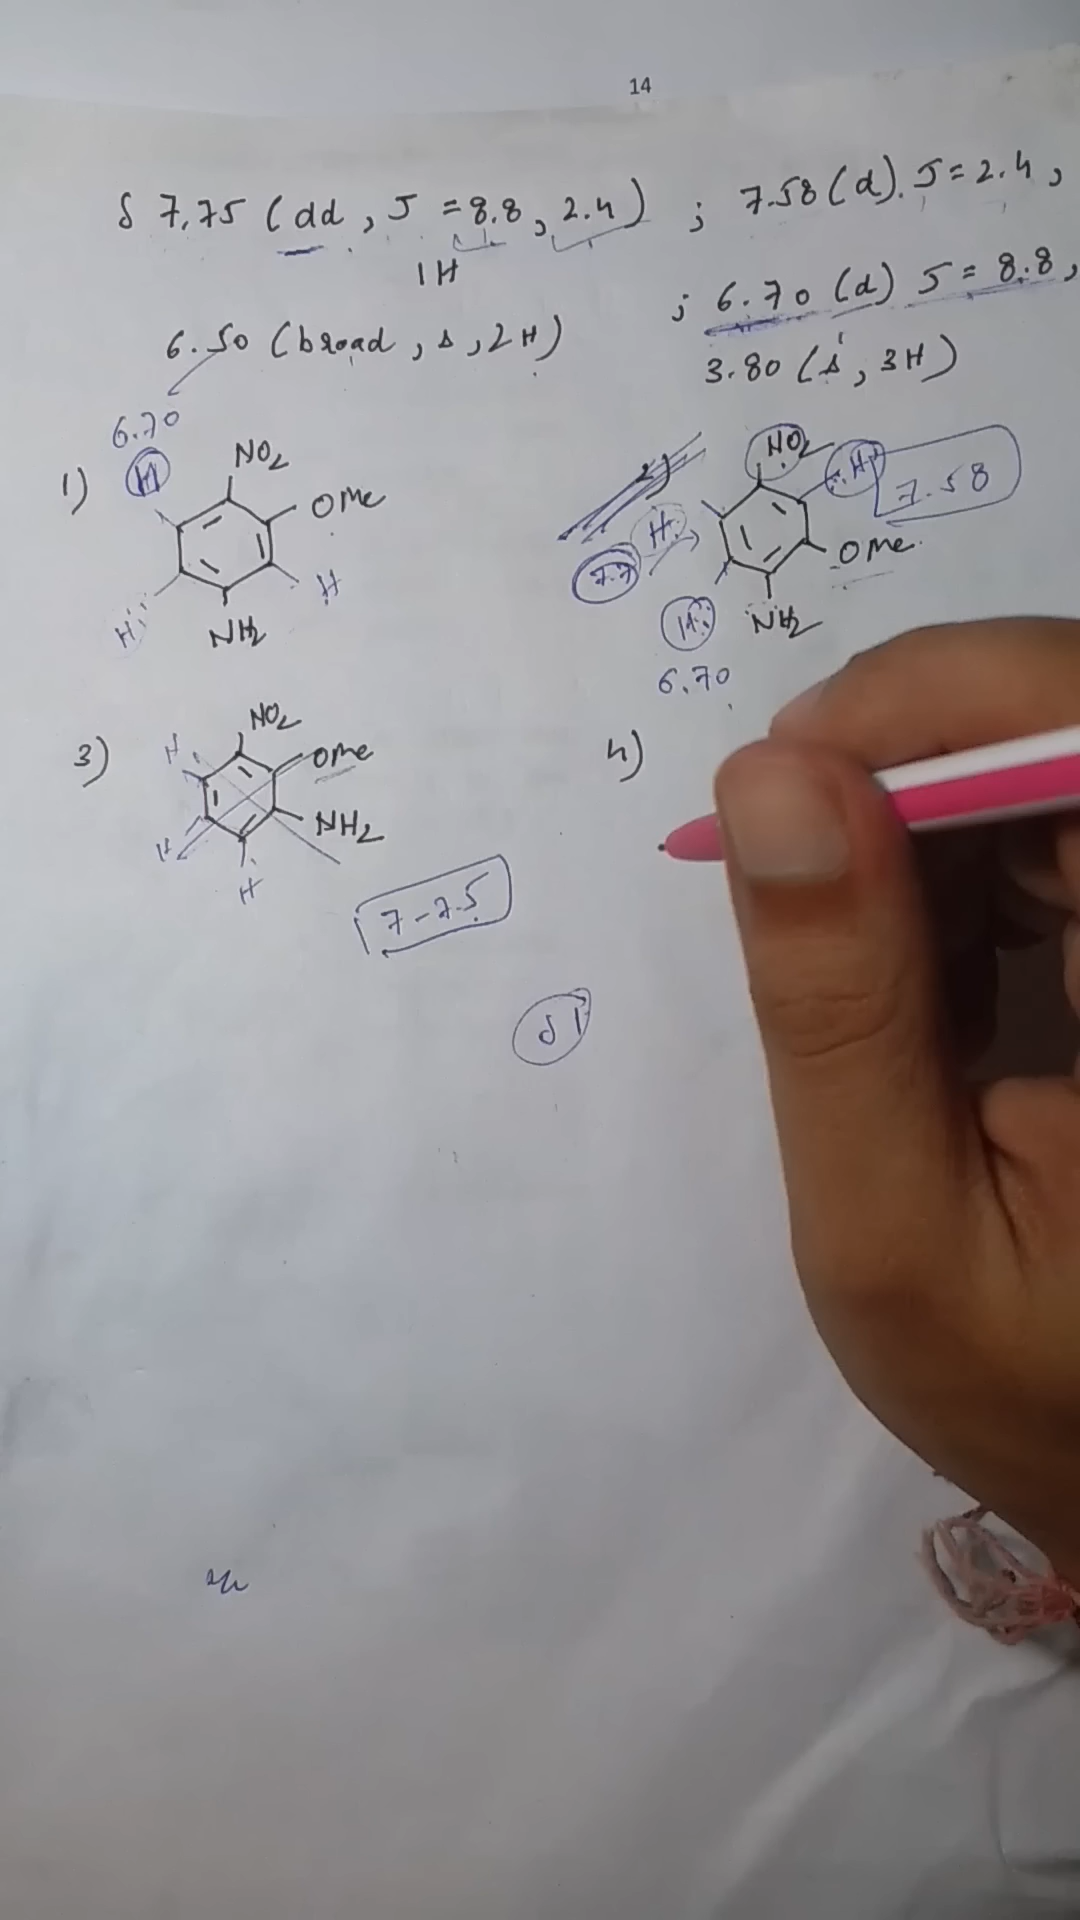 14
δ 7.75 (dd, J = 8.8, 2.4) ; 7.58 (d). J = 2.4,
1H
; 6.70 (d) J = 8.8,
6.50 (broad, s, 2H)
3.80 (s, 3H)
6.70
1)
H
NO2
OMe
H
H
NH2
2)
NO2
H
7.58
H
7.7
OMe
H
NH2
6.70
3)
H
NO2
OMe
NH2
H
H
7-7.5
4)